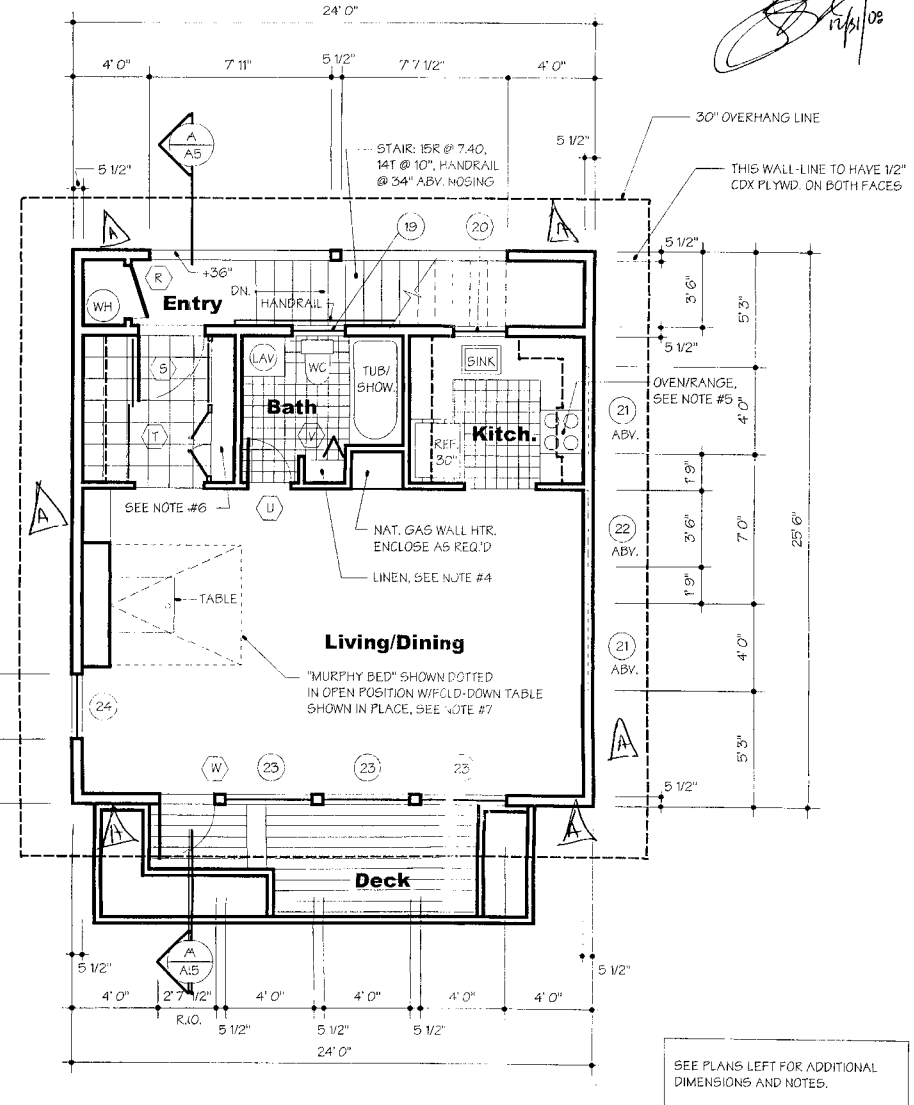 24' 0"
12/31/08
4' 0"
7' 11"
5 1/2"
7' 7 1/2"
4' 0"
30" OVERHANG LINE
A
A5
STAIR: 15R @ 7.40,
14T @ 10", HANDRAIL
@ 34" ABV. NOSING
5 1/2"
5 1/2"
THIS WALL-LINE TO HAVE 1/2"
CDX PLYWD. ON BOTH FACES
A
19
20
A
5 1/2"
R
+36"
DN.
HANDRAIL
WH
Entry
3' 6"
5' 3"
5 1/2"
S
LAV
WC
TUB/
SHOW.
SINK
OVEN/RANGE,
SEE NOTE #5
21
ABV.
4' 0"
Bath
Kitch.
T
V
REF.
30"
1' 9"
A
SEE NOTE #6
U
NAT. GAS WALL HTR.
ENCLOSE AS REQ.'D
22
ABV.
3' 6"
7' 0"
25' 6"
LINEN, SEE NOTE #4
1' 9"
TABLE
Living/Dining
21
ABV.
4' 0"
"MURPHY BED" SHOWN DOTTED
IN OPEN POSITION W/FOLD-DOWN TABLE
SHOWN IN PLACE, SEE NOTE #7
24
A
5' 3"
W
23
23
23
5 1/2"
A
A
Deck
A
A5
5 1/2"
5 1/2"
4' 0"
2' 7 1/2"
4' 0"
4' 0"
4' 0"
4' 0"
R.O.
5 1/2"
5 1/2"
5 1/2"
24' 0"
SEE PLANS LEFT FOR ADDITIONAL
DIMENSIONS AND NOTES.